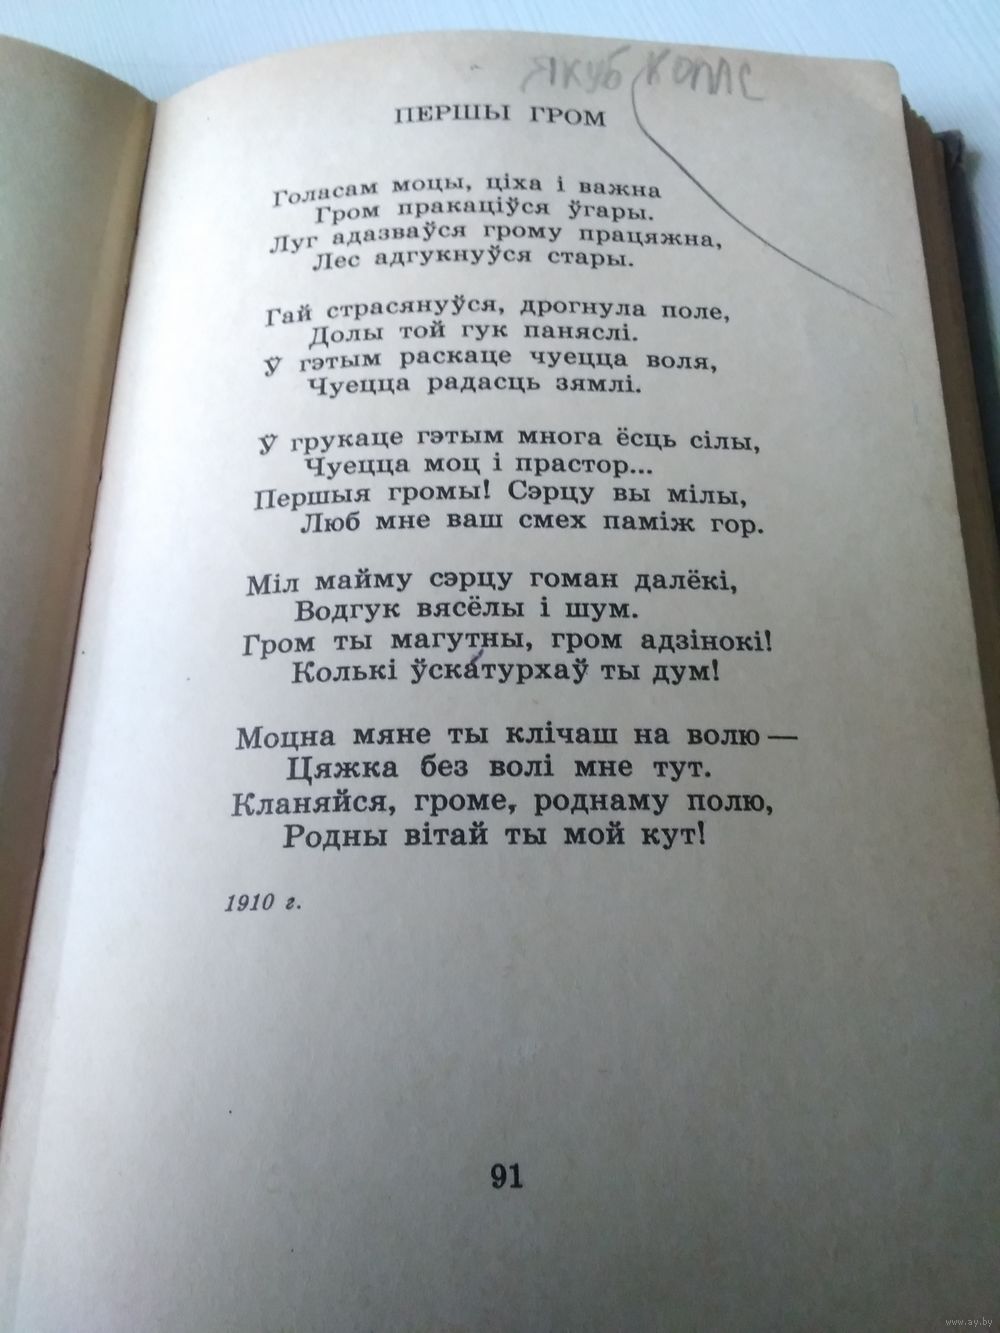 ЯКУБ КОЛАС
ПЕРШЫ ГРОМ
Голасам моцы, ціха і важна
Гром пракаціўся ўгары.
Луг адазваўся грому працяжна,
Лес адгукнуўся стары.
Гай страсянуўся, дрогнула поле,
Долы той гук паняслі.
Ў гэтым раскаце чуецца воля,
Чуецца радасць зямлі.
Ў грукаце гэтым многа ёсць сілы,
Чуецца моц і прастор...
Першыя громы! Сэрцу вы мілы,
Люб мне ваш смех паміж гор.
Міл майму сэрцу гоман далёкі,
Водгук вясёлы і шум.
Гром ты магутны, гром адзінокі!
Колькі ўскатурхаў ты дум!
Моцна мяне ты клічаш на волю —
Цяжка без волі мне тут.
Кланяйся, громе, роднаму полю,
Родны вітай ты мой кут!
1910 г.
91
www.ay.by